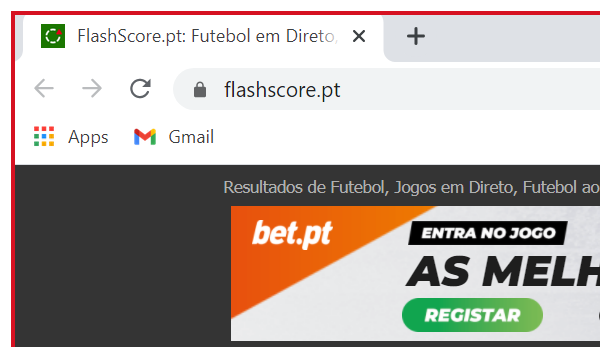 FlashScore.pt: Futebol em Direto,
flashscore.pt
Apps Gmail
Resultados de Futebol, Jogos em Direto, Futebol ao
bet.pt
ENTRA NO JOGO
AS MELH
REGISTAR